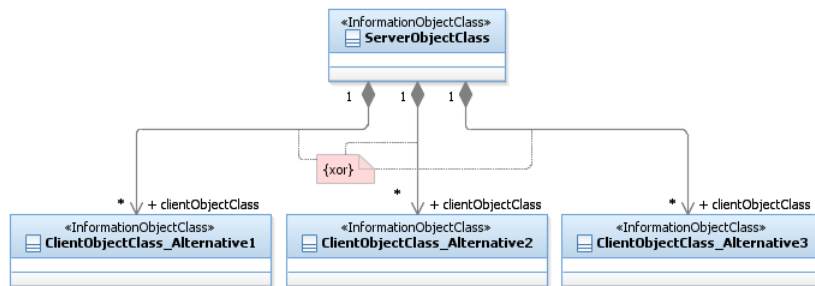 «InformationObjectClass»
ServerObjectClass
1 1 1
{xor}
* + clientObjectClass * + clientObjectClass * + clientObjectClass
«InformationObjectClass» «InformationObjectClass» «InformationObjectClass»
ClientObjectClass_Alternative1 ClientObjectClass_Alternative2 ClientObjectClass_Alternative3